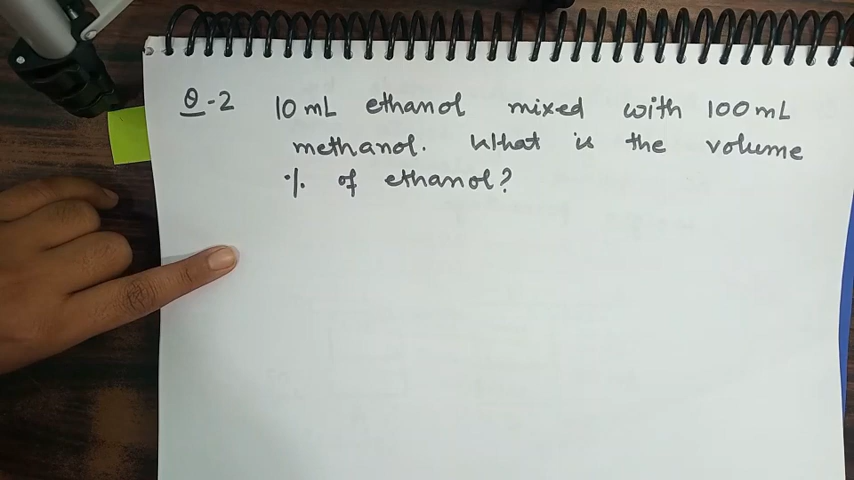 Q-2 10 mL ethanol mixed with 100 mL
methanol. What is the volume
% of ethanol?